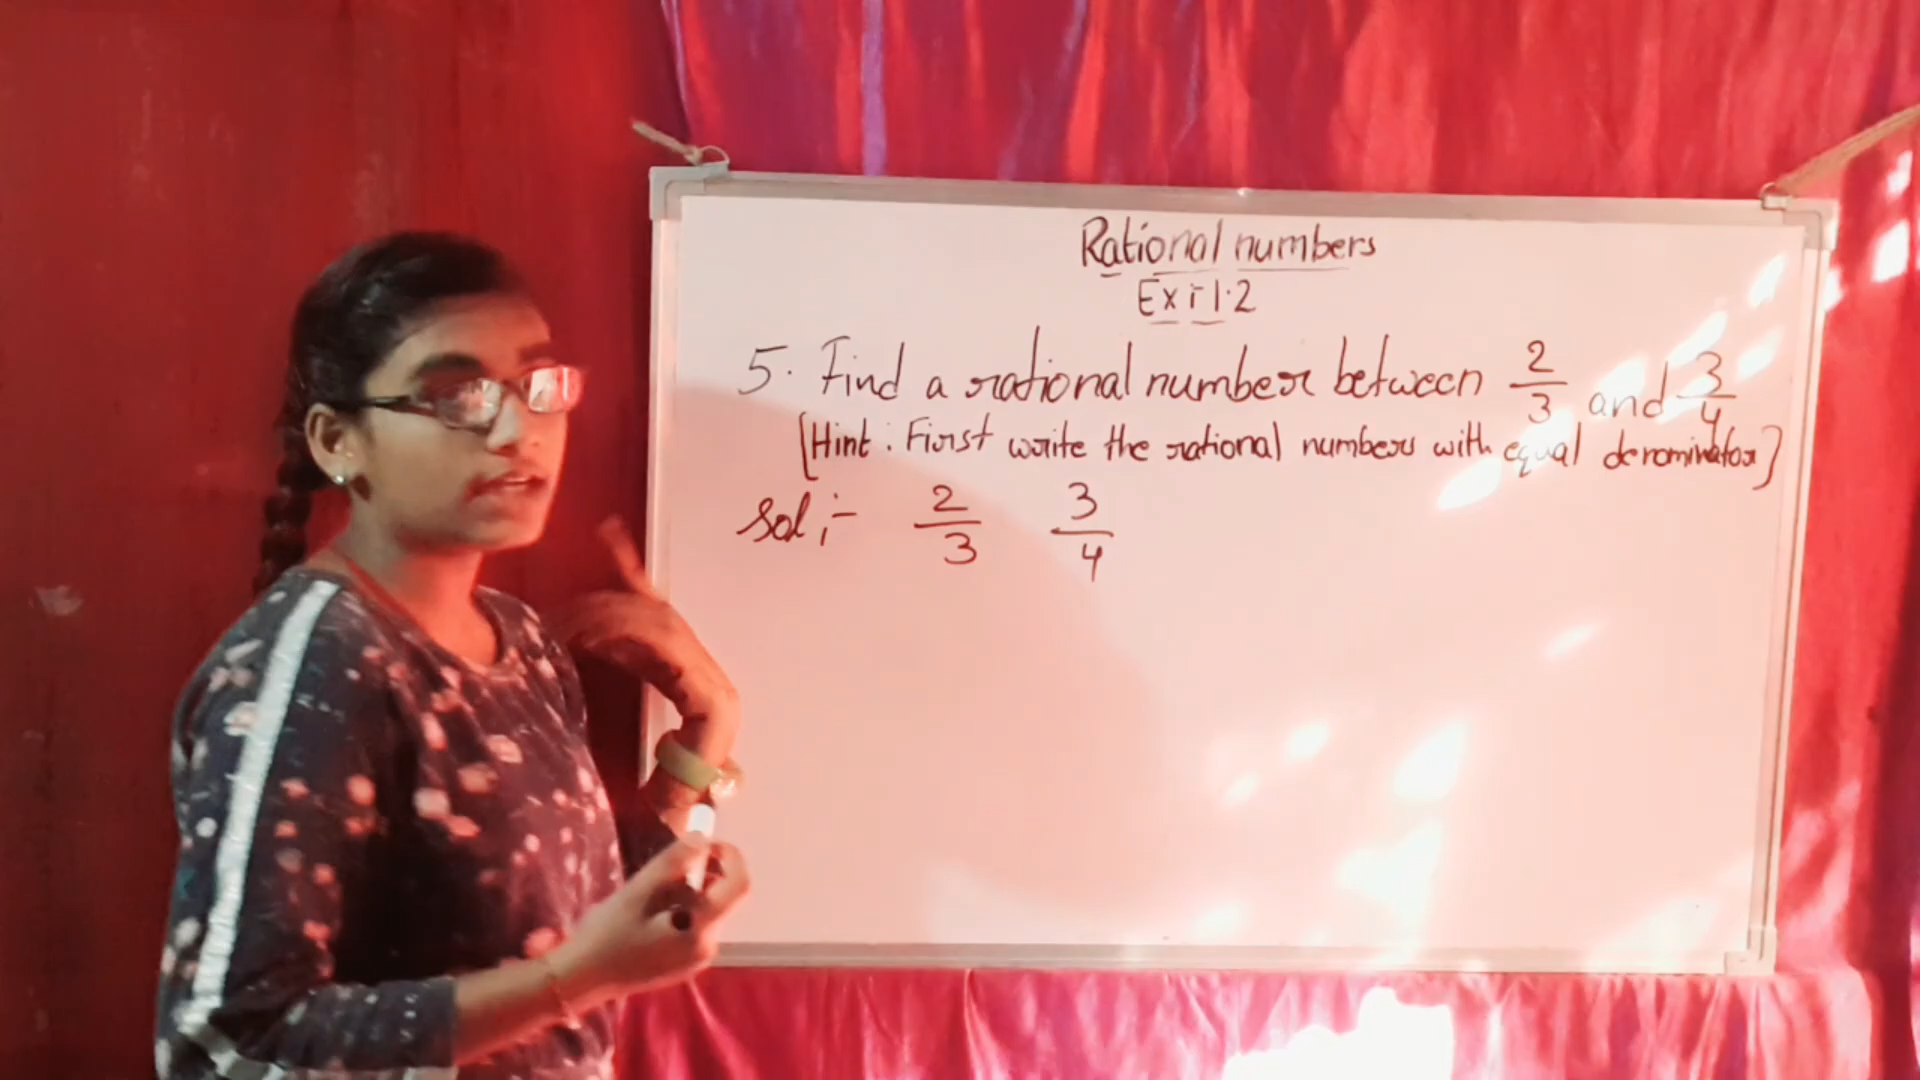 Rational numbers
Ex : 1.2
5. Find a rational number between 2/3 and 3/4
[Hint : First write the rational numbers with equal denominator]
Sol :- 2/3 3/4